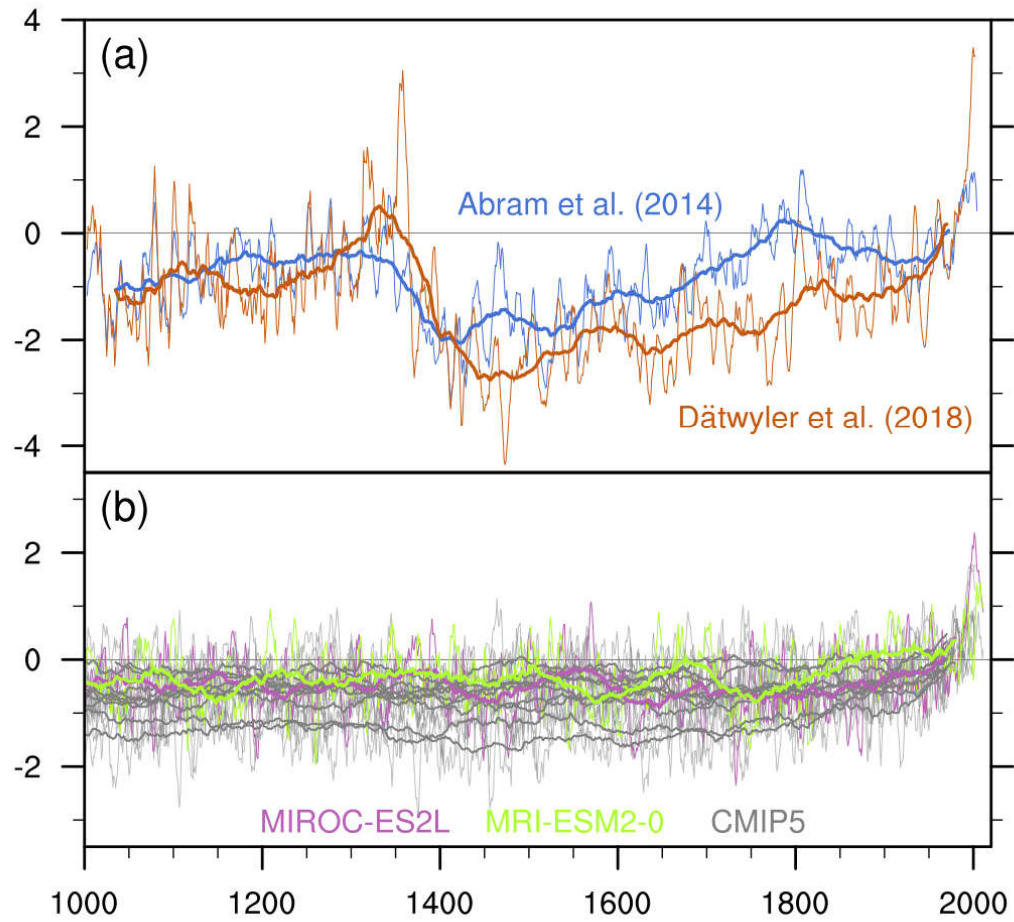 4
(a)
2
Abram et al. (2014)
0
-2
Dätwyler et al. (2018)
-4
(b)
2
0
-2
MIROC-ES2L MRI-ESM2-0 CMIP5
1000 1200 1400 1600 1800 2000